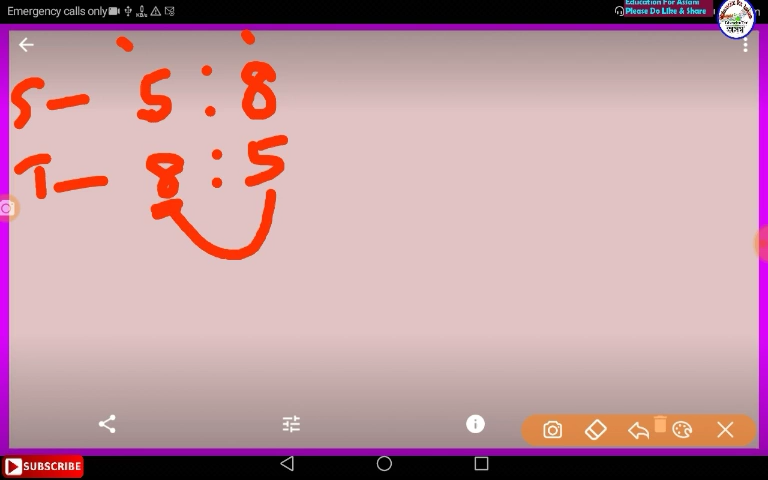 Emergency calls only
Education For Assam
Please Do Like & Share
S— 5 : 8
T— 8 : 5
SUBSCRIBE